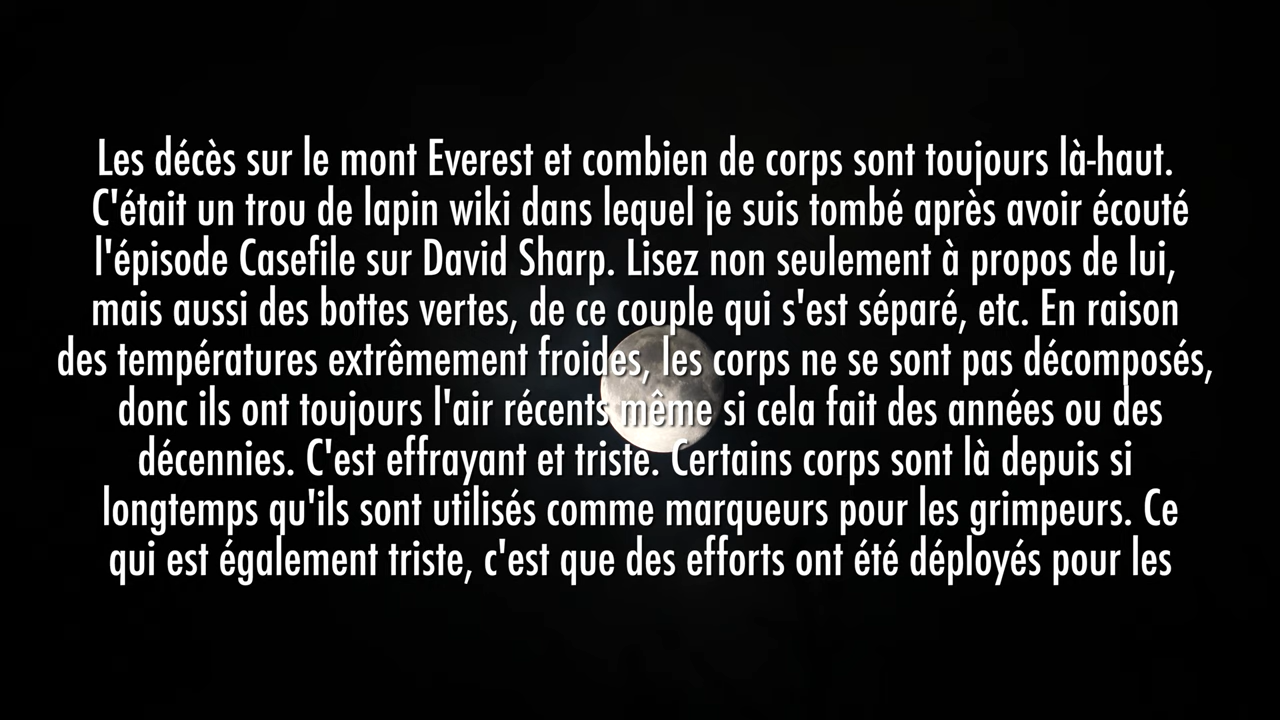 Les décès sur le mont Everest et combien de corps sont toujours là-haut.
C'était un trou de lapin wiki dans lequel je suis tombé après avoir écouté
l'épisode Casefile sur David Sharp. Lisez non seulement à propos de lui,
mais aussi des bottes vertes, de ce couple qui s'est séparé, etc. En raison
des températures extrêmement froides, les corps ne se sont pas décomposés,
donc ils ont toujours l'air récents même si cela fait des années ou des
décennies. C'est effrayant et triste. Certains corps sont là depuis si
longtemps qu'ils sont utilisés comme marqueurs pour les grimpeurs. Ce
qui est également triste, c'est que des efforts ont été déployés pour les